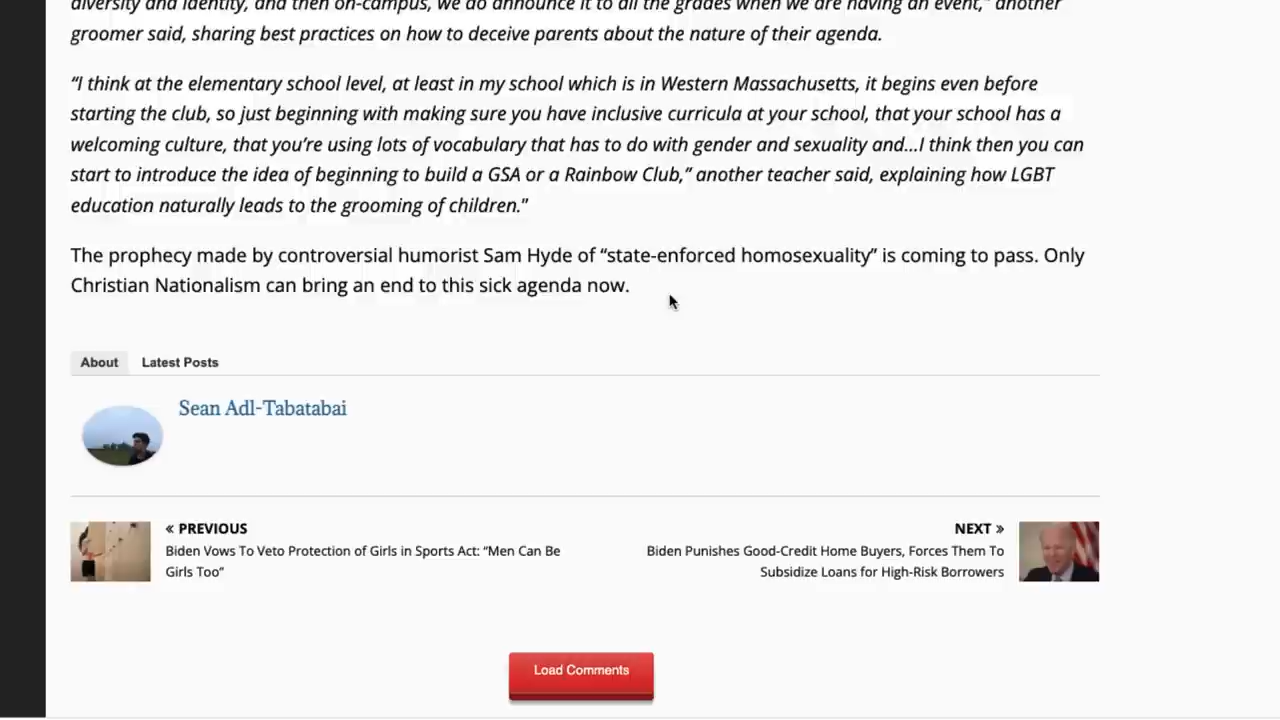 diversity and identity, and then on-campus, we do announce it to all the grades when we are having an event,” another
groomer said, sharing best practices on how to deceive parents about the nature of their agenda.
“I think at the elementary school level, at least in my school which is in Western Massachusetts, it begins even before
starting the club, so just beginning with making sure you have inclusive curricula at your school, that your school has a
welcoming culture, that you’re using lots of vocabulary that has to do with gender and sexuality and…I think then you can
start to introduce the idea of beginning to build a GSA or a Rainbow Club,” another teacher said, explaining how LGBT
education naturally leads to the grooming of children.”
The prophecy made by controversial humorist Sam Hyde of “state-enforced homosexuality” is coming to pass. Only
Christian Nationalism can bring an end to this sick agenda now.
About Latest Posts
Sean Adl-Tabatabai
« PREVIOUS
Biden Vows To Veto Protection of Girls in Sports Act: “Men Can Be
Girls Too”
NEXT »
Biden Punishes Good-Credit Home Buyers, Forces Them To
Subsidize Loans for High-Risk Borrowers
Load Comments